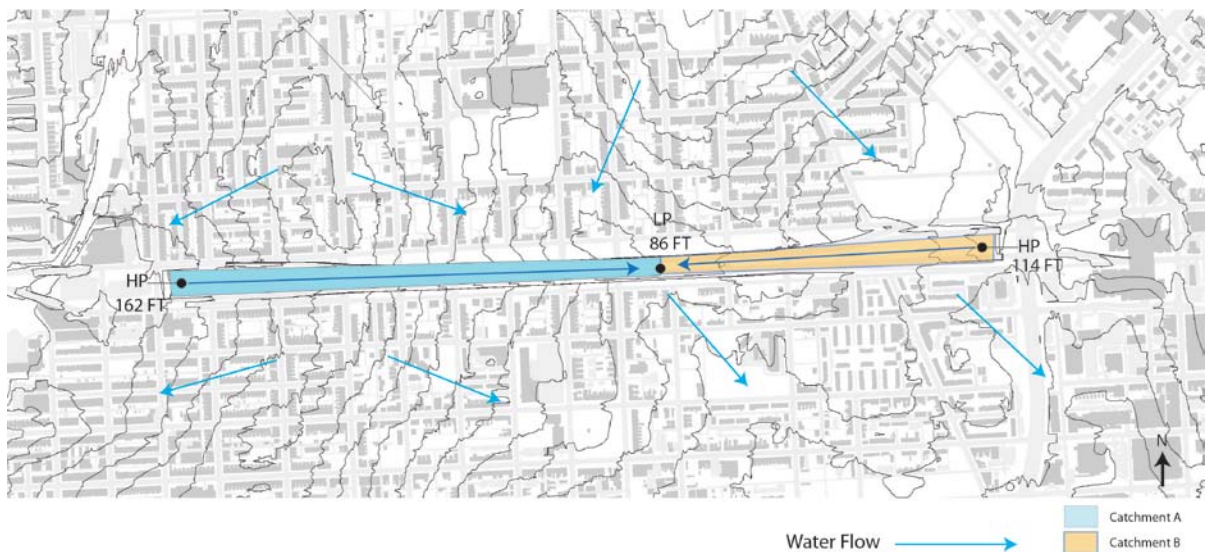 LP
86 FT
HP
162 FT
HP
114 FT
N
Water Flow
Catchment A
Catchment B